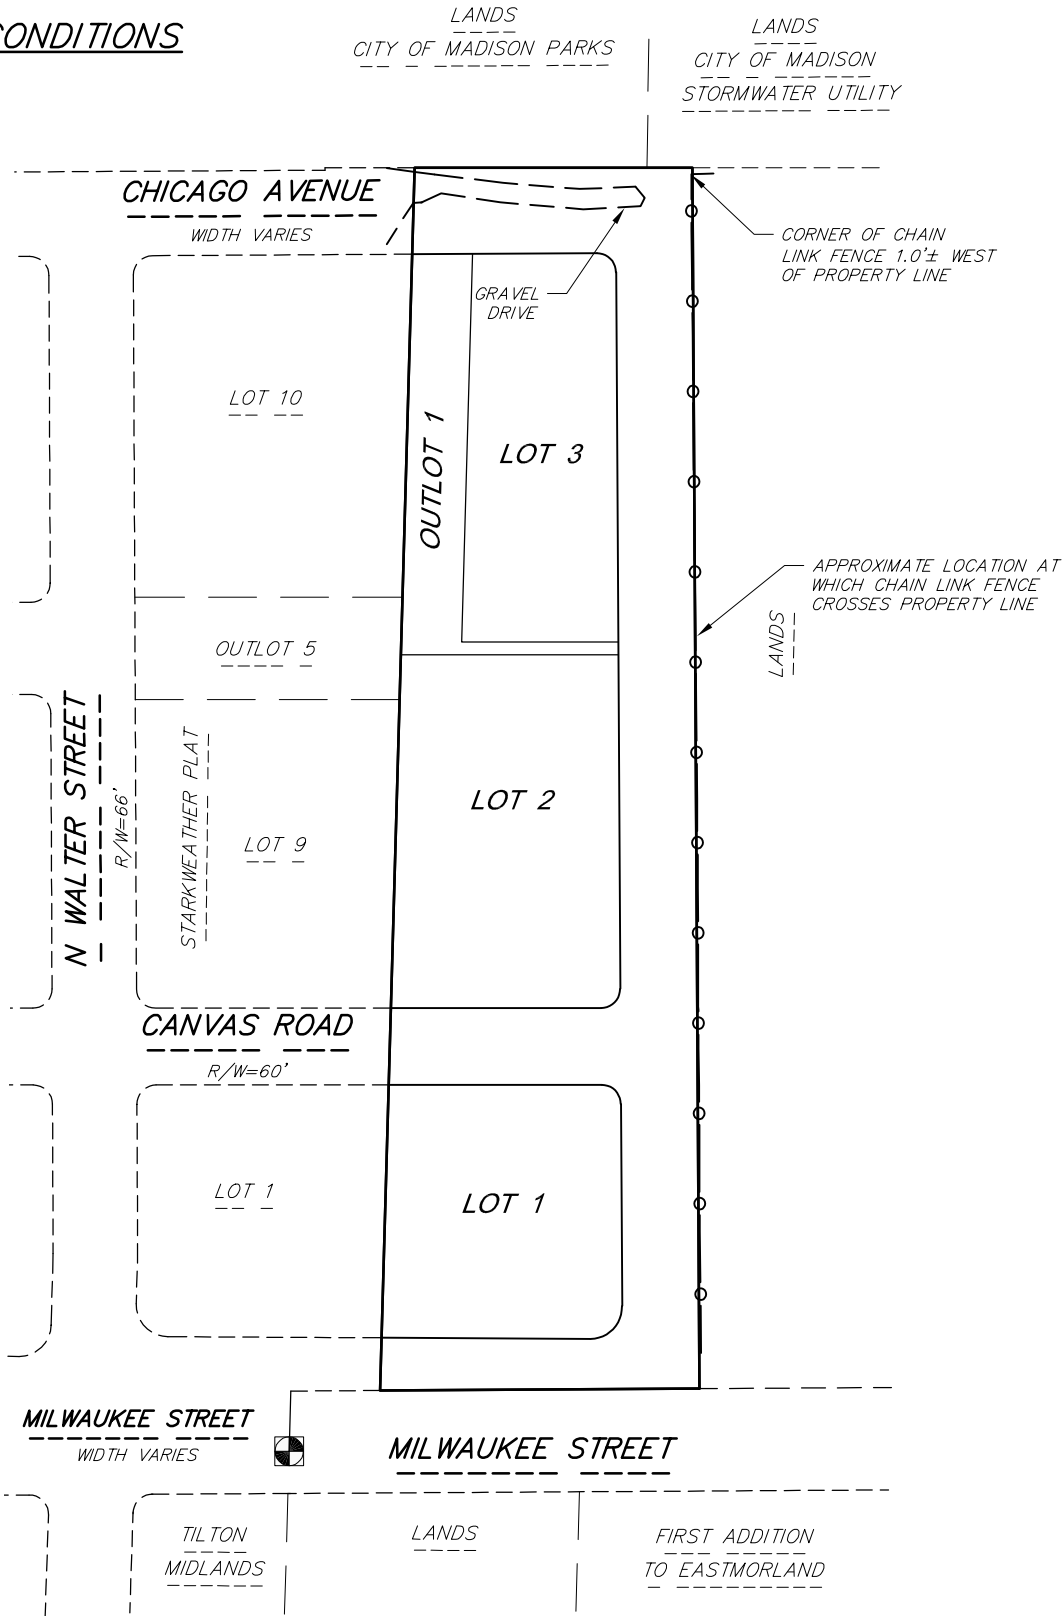 CONDITIONS
LANDS
CITY OF MADISON PARKS
LANDS
CITY OF MADISON
STORMWATER UTILITY
CHICAGO AVENUE
WIDTH VARIES
CORNER OF CHAIN
LINK FENCE 1.0'± WEST
OF PROPERTY LINE
GRAVEL
DRIVE
LOT 10
OUTLOT 1
LOT 3
APPROXIMATE LOCATION AT
WHICH CHAIN LINK FENCE
CROSSES PROPERTY LINE
LANDS
OUTLOT 5
N WALTER STREET
R/W=66'
STARKWEATHER PLAT
LOT 9
LOT 2
CANVAS ROAD
R/W=60'
LOT 1
LOT 1
MILWAUKEE STREET
WIDTH VARIES
MILWAUKEE STREET
TILTON
MIDLANDS
LANDS
FIRST ADDITION
TO EASTMORLAND